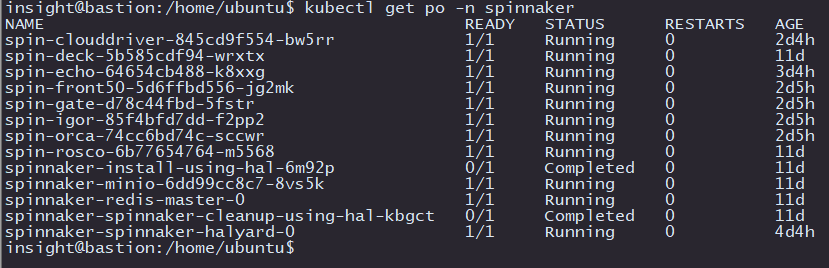 insight@bastion:/home/ubuntu$ kubectl get po -n spinnaker
NAME READY STATUS RESTARTS AGE
spin-clouddriver-845cd9f554-bw5rr 1/1 Running 0 2d4h
spin-deck-5b585cdf94-wrxtx 1/1 Running 0 11d
spin-echo-64654cb488-k8xxg 1/1 Running 0 3d4h
spin-front50-5d6ffbd556-jg2mk 1/1 Running 0 2d5h
spin-gate-d78c44fbd-5fstr 1/1 Running 0 2d5h
spin-igor-85f4bfd7dd-f2pp2 1/1 Running 0 2d5h
spin-orca-74cc6bd74c-sccwr 1/1 Running 0 2d5h
spin-rosco-6b77654764-m5568 1/1 Running 0 11d
spinnaker-install-using-hal-6m92p 0/1 Completed 0 11d
spinnaker-minio-6dd99cc8c7-8vs5k 1/1 Running 0 11d
spinnaker-redis-master-0 1/1 Running 0 11d
spinnaker-spinnaker-cleanup-using-hal-kbgct 0/1 Completed 0 11d
spinnaker-spinnaker-halyard-0 1/1 Running 0 4d4h
insight@bastion:/home/ubuntu$